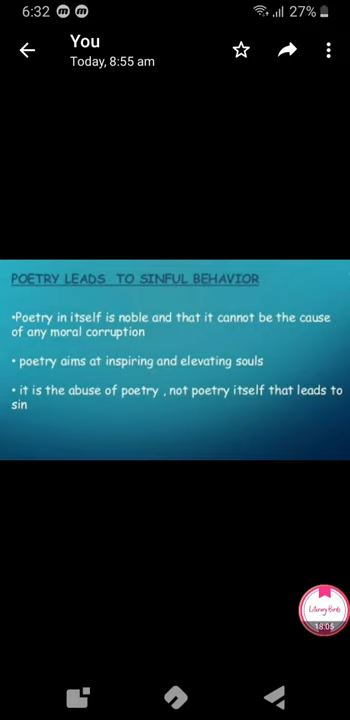 6:32
27%
You
Today, 8:55 am
POETRY LEADS TO SINFUL BEHAVIOR
•Poetry in itself is noble and that it cannot be the cause
of any moral corruption
• poetry aims at inspiring and elevating souls
• it is the abuse of poetry , not poetry itself that leads to
sin
Literary Birds
18:05